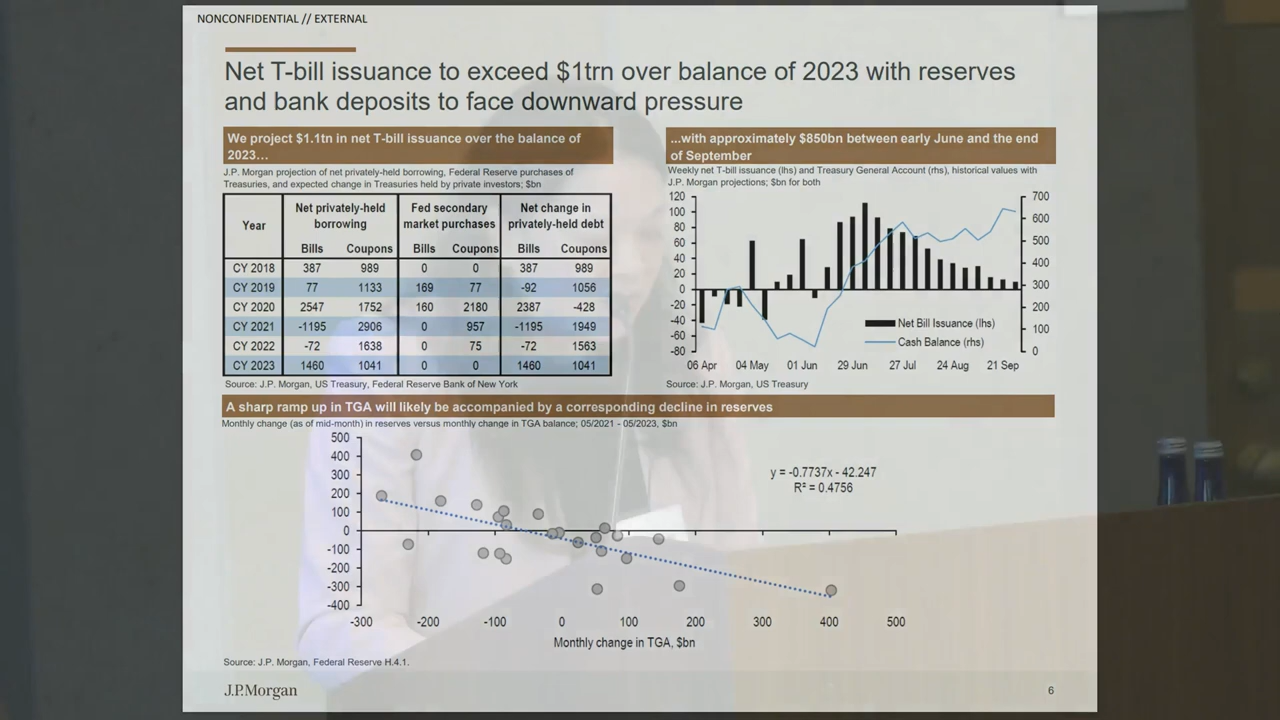 NONCONFIDENTIAL // EXTERNAL
Net T-bill issuance to exceed $1trn over balance of 2023 with reserves
and bank deposits to face downward pressure
We project $1.1tn in net T-bill issuance over the balance of
2023…
J.P. Morgan projection of net privately-held borrowing, Federal Reserve purchases of
Treasuries, and expected change in Treasuries held by private investors; $bn
Year Net privately-held borrowing Fed secondary market purchases Net change in privately-held debt
Bills Coupons Bills Coupons Bills Coupons
CY 2018 387 989 0 0 387 989
CY 2019 77 1133 169 77 -92 1056
CY 2020 2547 1752 160 2180 2387 -428
CY 2021 -1195 2906 0 957 -1195 1949
CY 2022 -72 1638 0 75 -72 1563
CY 2023 1460 1041 0 0 1460 1041
Source: J.P. Morgan, US Treasury, Federal Reserve Bank of New York
...with approximately $850bn between early June and the end
of September
Weekly net T-bill issuance (lhs) and Treasury General Account (rhs), historical values with
J.P. Morgan projections; $bn for both
120
100
80
60
40
20
0
-20
-40
-60
-80
700
600
500
400
300
200
100
0
Net Bill Issuance (lhs)
Cash Balance (rhs)
06 Apr 04 May 01 Jun 29 Jun 27 Jul 24 Aug 21 Sep
Source: J.P. Morgan, US Treasury
A sharp ramp up in TGA will likely be accompanied by a corresponding decline in reserves
Monthly change (as of mid-month) in reserves versus monthly change in TGA balance; 05/2021 - 05/2023, $bn
500
400
300
200
100
0
-100
-200
-300
-400
y = -0.7737x - 42.247
R² = 0.4756
-300 -200 -100 0 100 200 300 400 500
Monthly change in TGA, $bn
Source: J.P. Morgan, Federal Reserve H.4.1.
J.P.Morgan
6